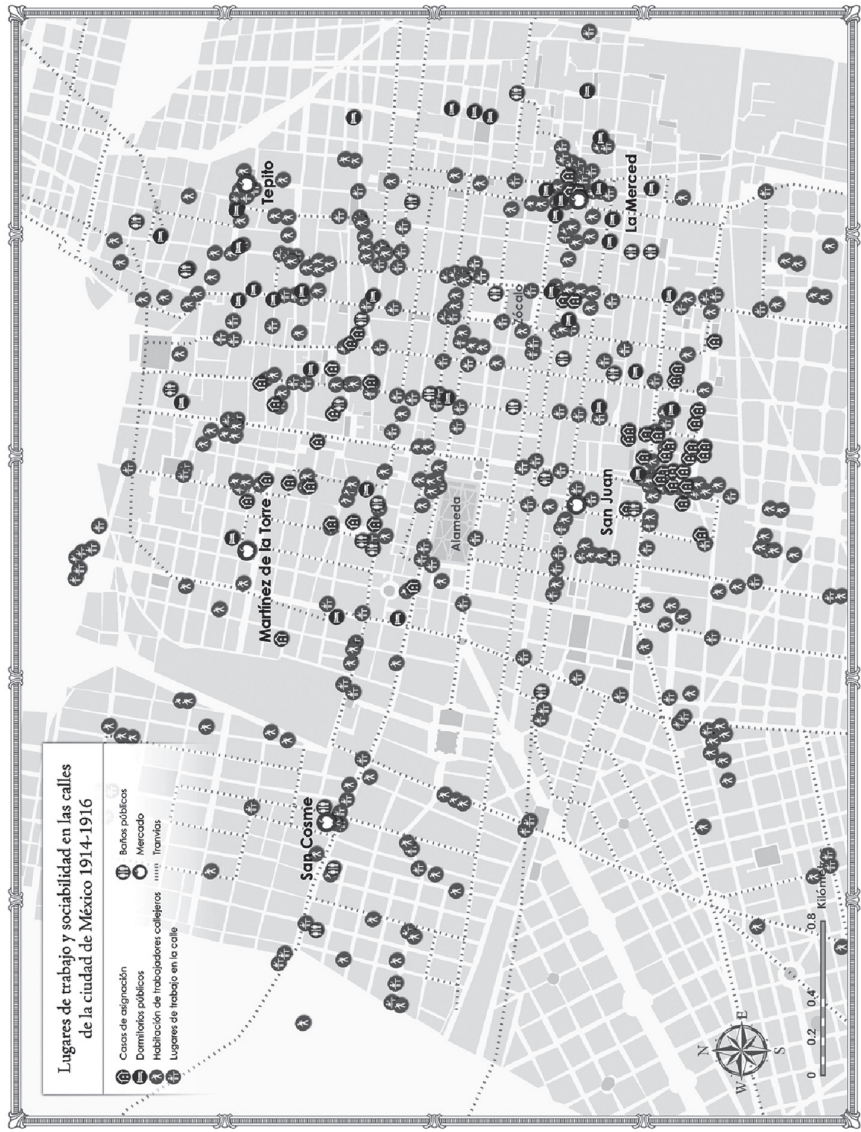 Lugares de trabajo y sociabilidad en las calles
de la ciudad de México 1914-1916
Casas de asignación
Dormitorios públicos
Habitación de trabajadores callejeros
Lugares de trabajo en la calle
Baños públicos
Mercado
Tranvías
San Cosme
Martínez de la Torre
Tepito
Alameda
Zócalo
San Juan
La Merced
N
W
E
S
0 0.2 0.4 0.8
Kilómetros